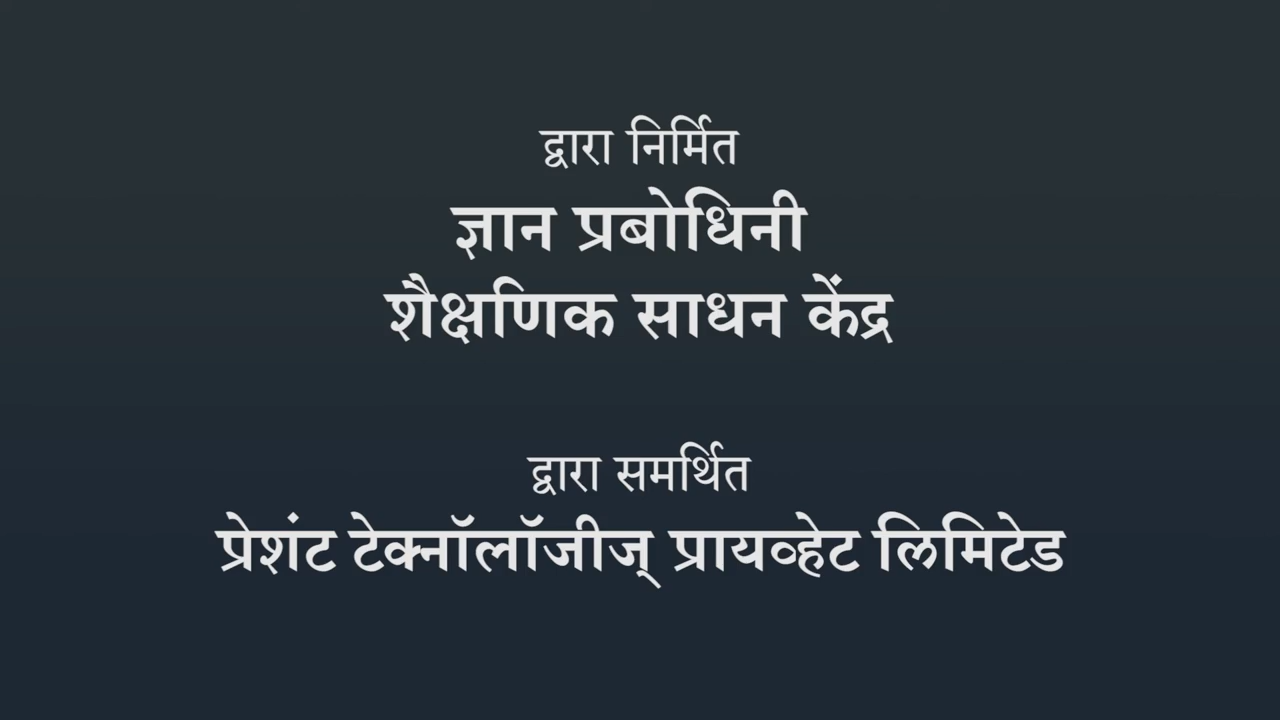 द्वारा निर्मित
ज्ञान प्रबोधिनी
शैक्षणिक साधन केंद्र
द्वारा समर्थित
प्रेशंट टेक्नॉलॉजीज् प्रायव्हेट लिमिटेड